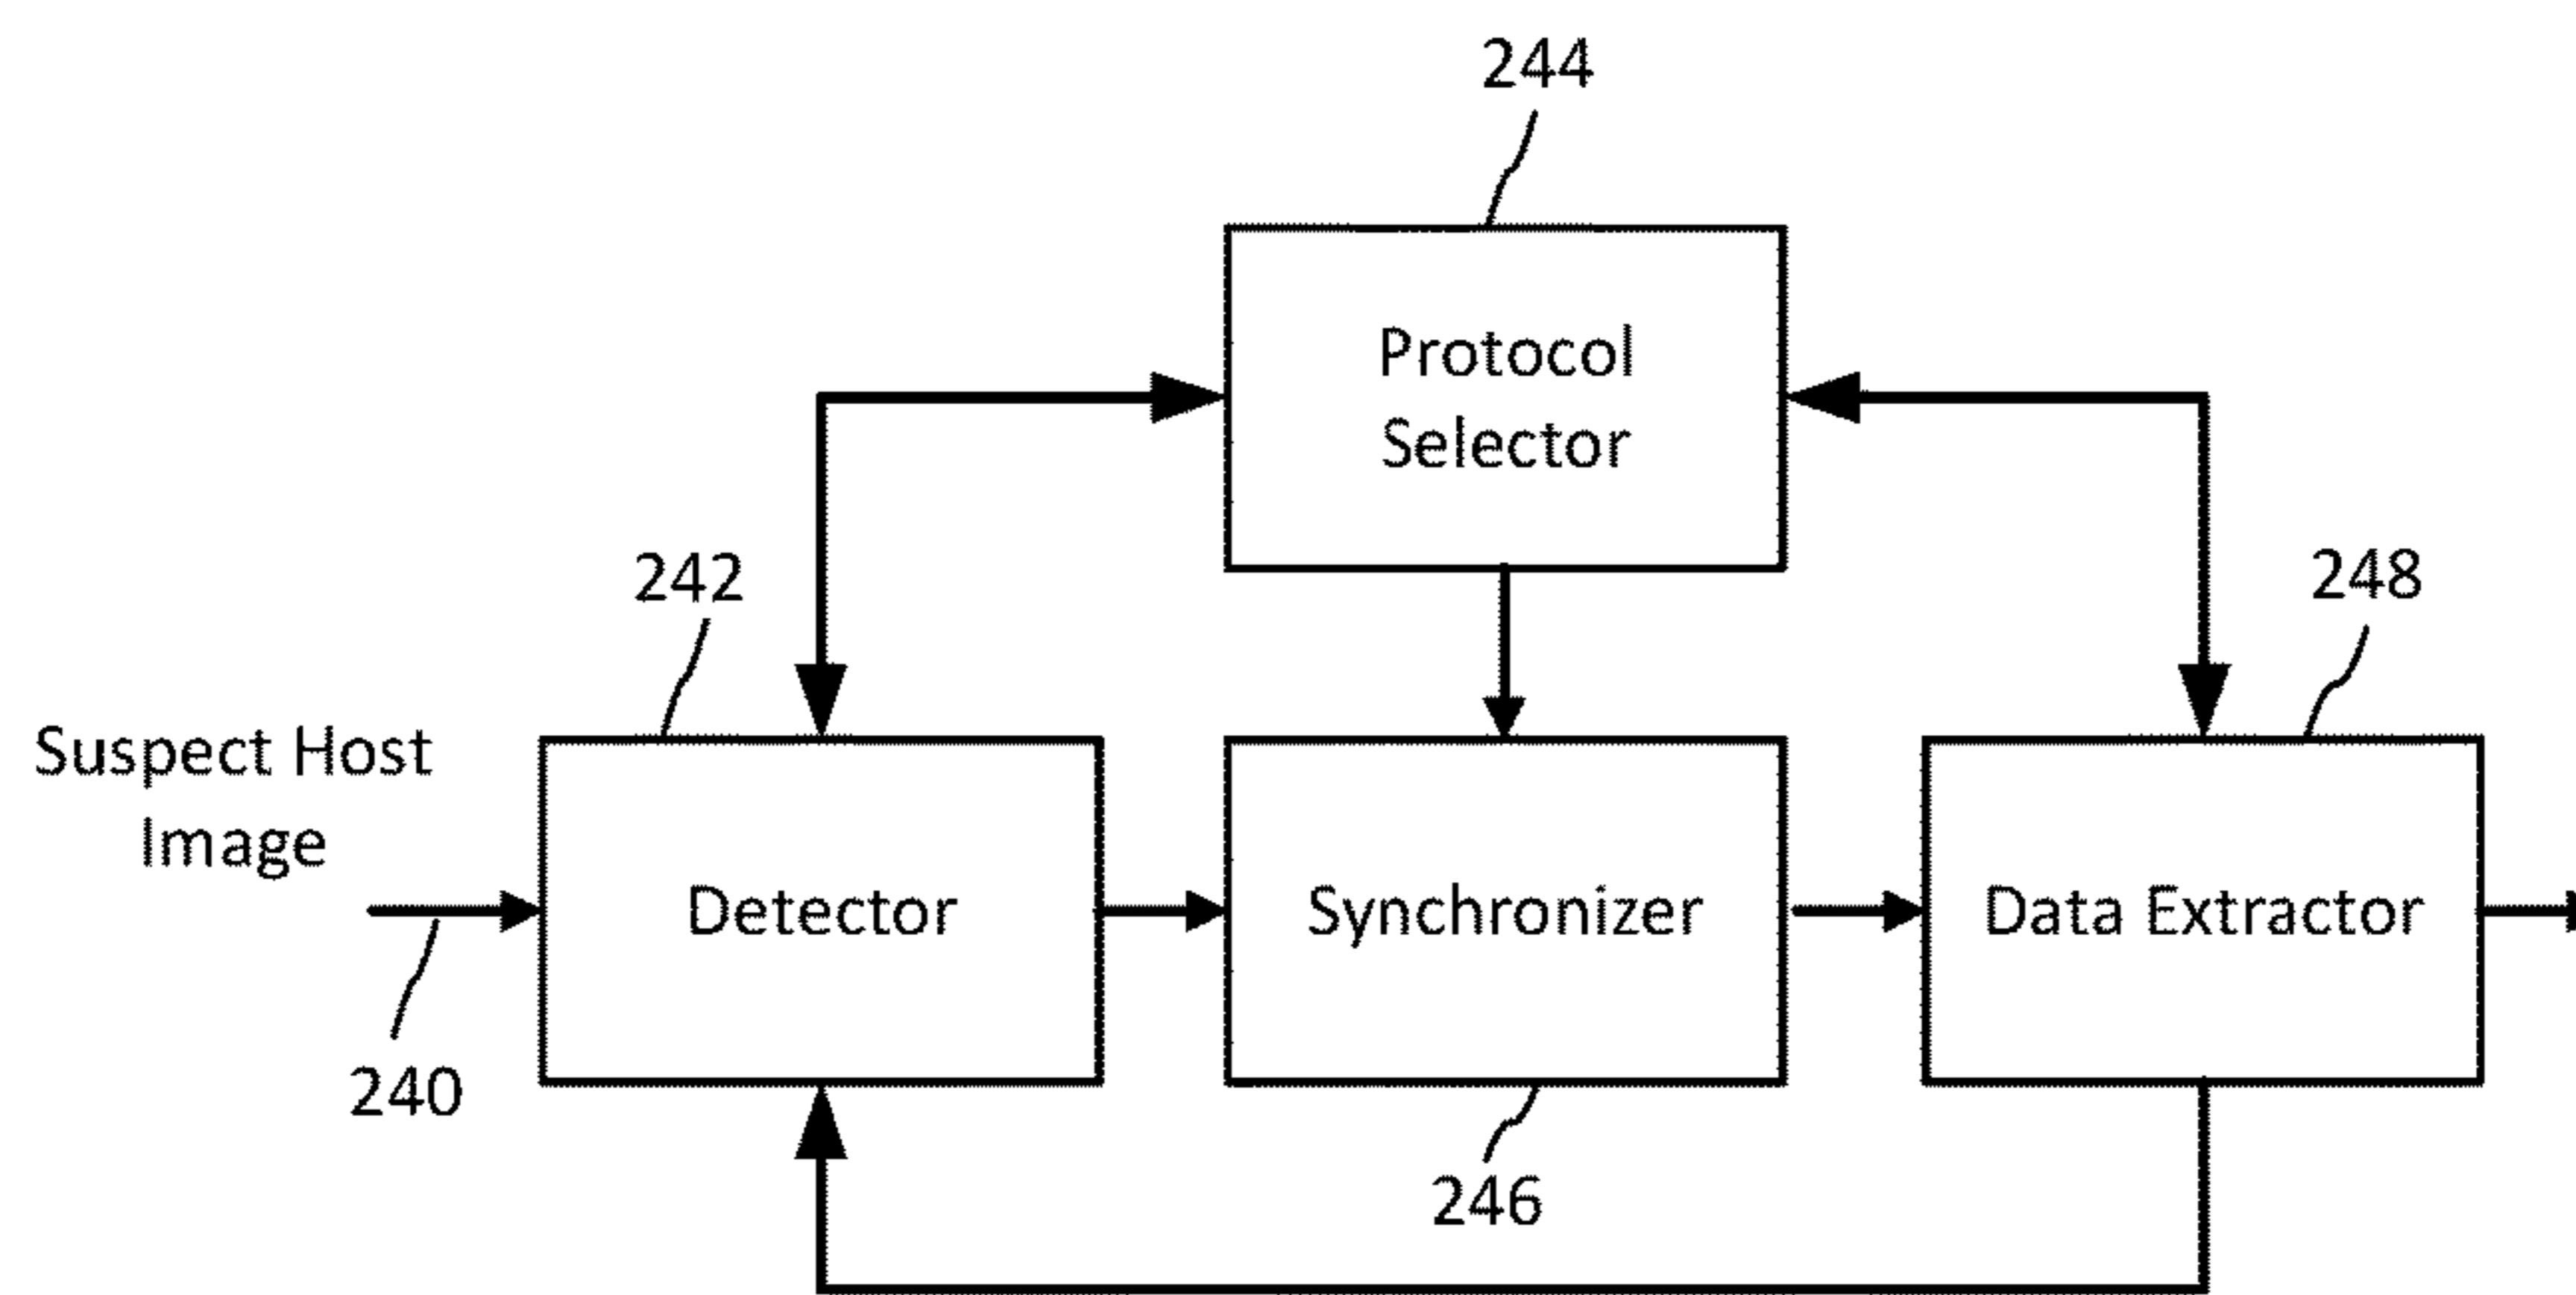 244
Protocol
Selector
242
248
Suspect Host
Image
Detector
Synchronizer
Data Extractor
240
246